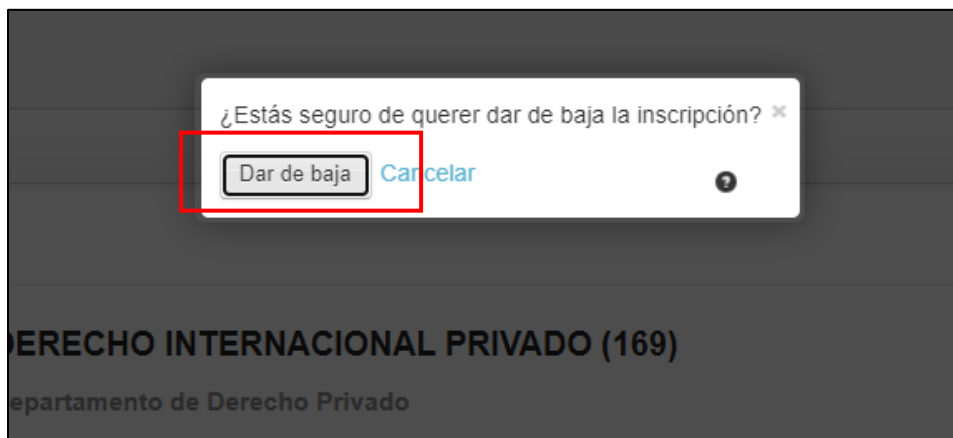 ¿Estás seguro de querer dar de baja la inscripción? ×
Dar de baja Cancelar ?
DERECHO INTERNACIONAL PRIVADO (169)
epartamento de Derecho Privado